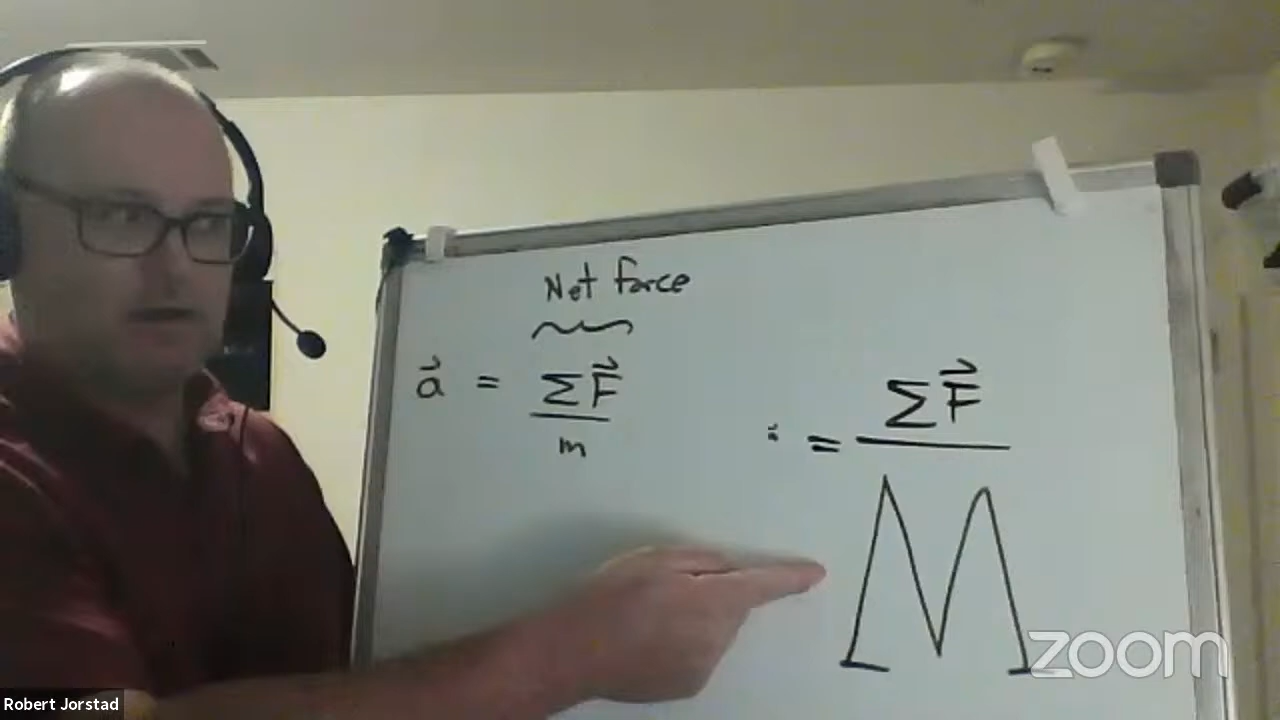 Net force
a⃗ = ΣF⃗
m
= ΣF⃗
M
zoom
Robert Jorstad